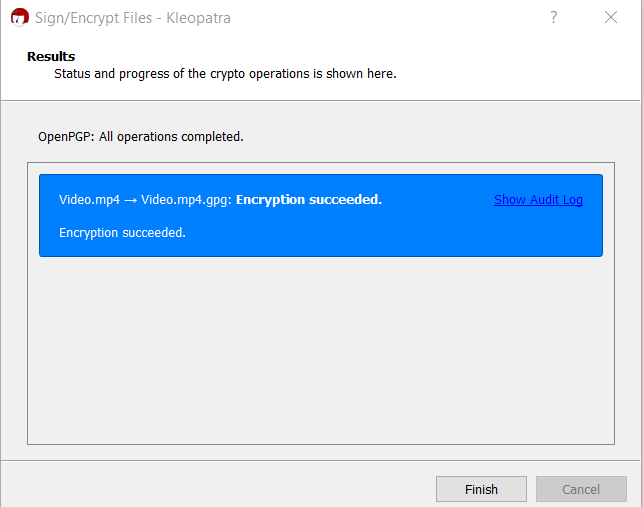 Sign/Encrypt Files - Kleopatra
?
Results
Status and progress of the crypto operations is shown here.
OpenPGP: All operations completed.
Video.mp4 → Video.mp4.gpg: Encryption succeeded. Show Audit Log
Encryption succeeded.
Finish Cancel